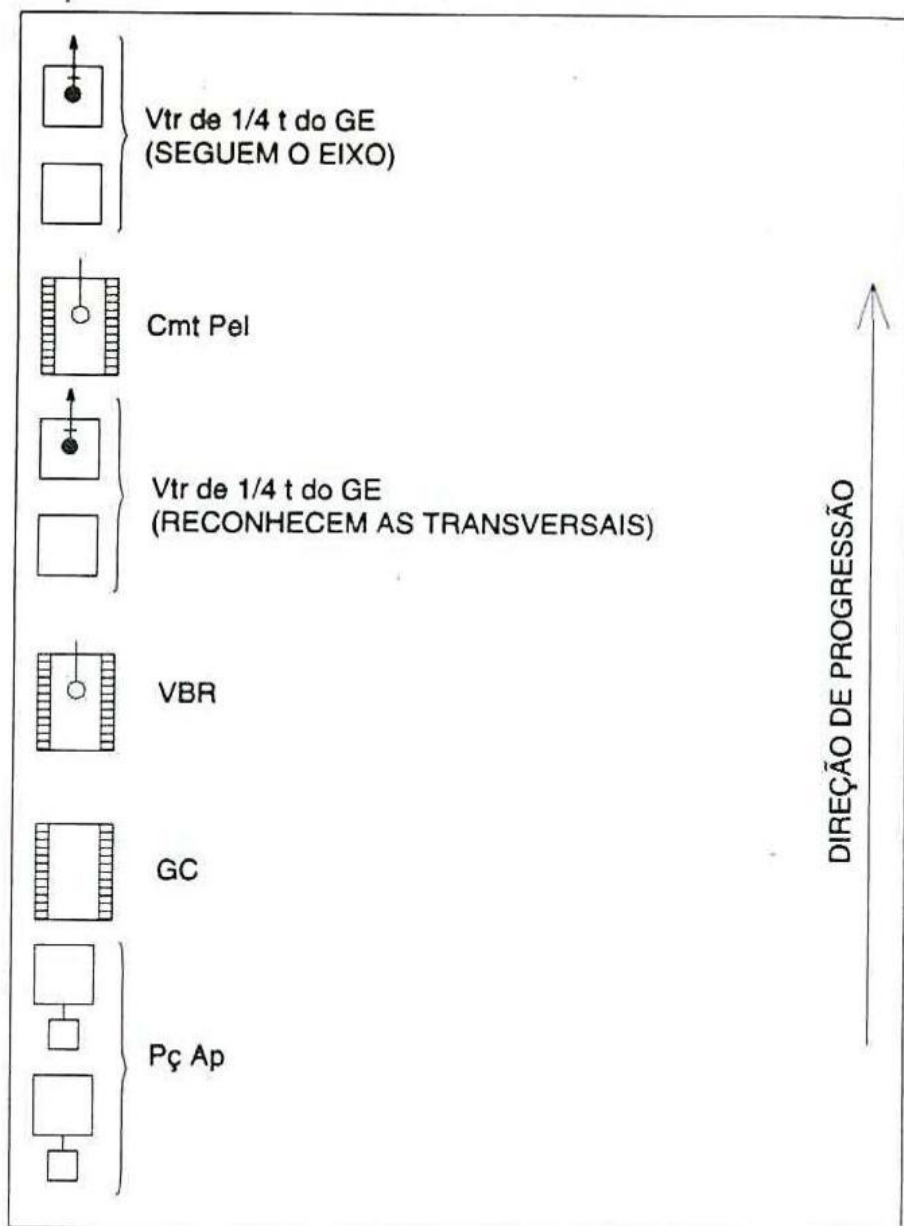 Vtr de 1/4 t do GE
(SEGUEM O EIXO)
Cmt Pel
Vtr de 1/4 t do GE
(RECONHECEM AS TRANSVERSAIS)
VBR
GC
Pç Ap
DIREÇÃO DE PROGRESSÃO